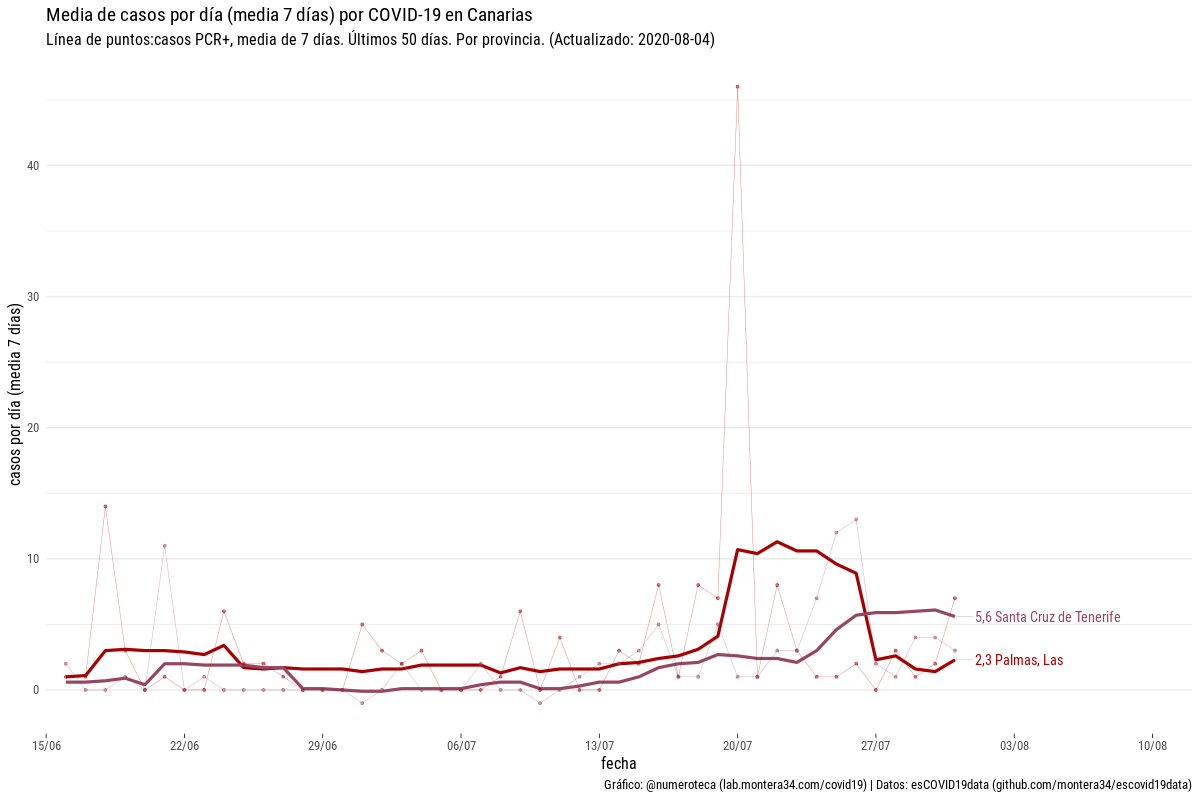 Media de casos por día (media 7 días) por COVID-19 en Canarias
Línea de puntos:casos PCR+, media de 7 días. Últimos 50 días. Por provincia. (Actualizado: 2020-08-04)
casos por día (media 7 días)
40
30
20
10
0
5,6 Santa Cruz de Tenerife
2,3 Palmas, Las
15/06
22/06
29/06
06/07
13/07
20/07
27/07
03/08
10/08
fecha
Gráfico: @numeroteca (lab.montera34.com/covid19) | Datos: esCOVID19data (github.com/montera34/escovid19data)